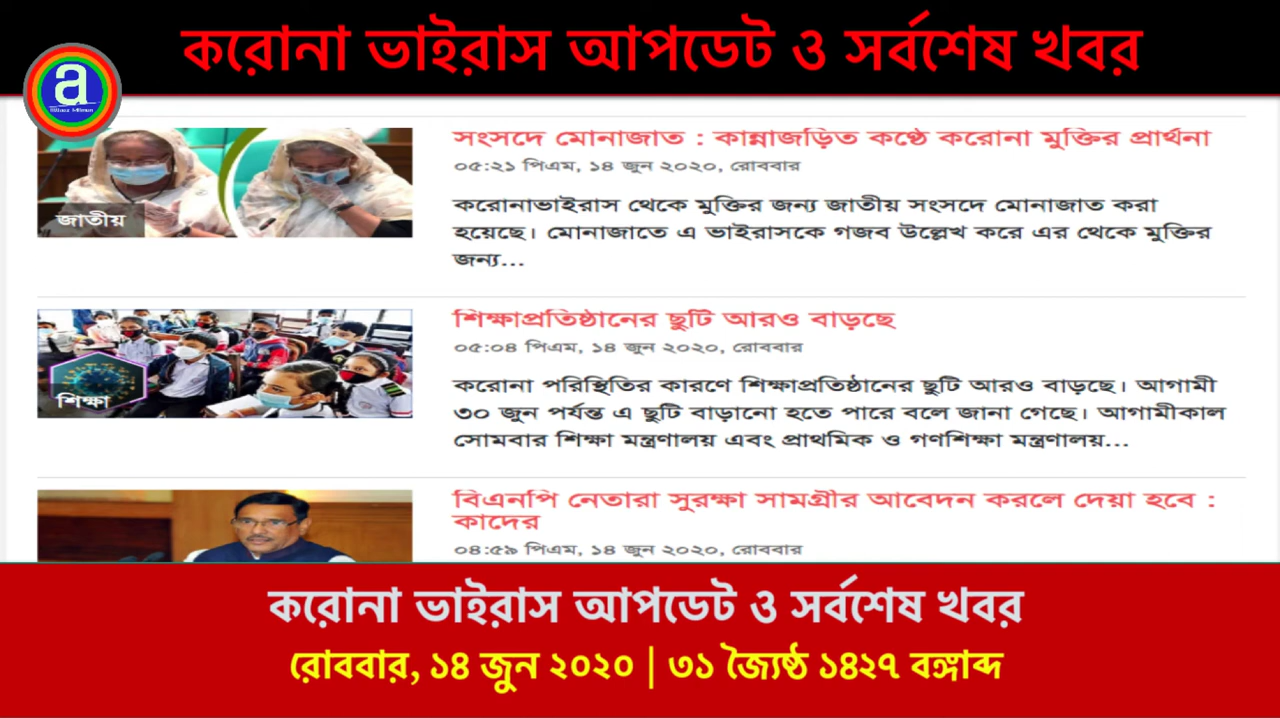 করোনা ভাইরাস আপডেট ও সর্বশেষ খবর
a
সংসদে মোনাজাত : কান্নাজড়িত কণ্ঠে করোনা মুক্তির প্রার্থনা
০৫:২১ পিএম, ১৪ জুন ২০২০, রোববার
জাতীয়
করোনাভাইরাস থেকে মুক্তির জন্য জাতীয় সংসদে মোনাজাত করা
হয়েছে। মোনাজাতে এ ভাইরাসকে গজব উল্লেখ করে এর থেকে মুক্তির
জন্য...
শিক্ষাপ্রতিষ্ঠানের ছুটি আরও বাড়ছে
০৫:০৪ পিএম, ১৪ জুন ২০২০, রোববার
শিক্ষা
করোনা পরিস্থিতির কারণে শিক্ষাপ্রতিষ্ঠানের ছুটি আরও বাড়ছে। আগামী
৩০ জুন পর্যন্ত এ ছুটি বাড়ানো হতে পারে বলে জানা গেছে। আগামীকাল
সোমবার শিক্ষা মন্ত্রণালয় এবং প্রাথমিক ও গণশিক্ষা মন্ত্রণালয়...
বিএনপি নেতারা সুরক্ষা সামগ্রীর আবেদন করলে দেয়া হবে :
কাদের
০৪:৫৯ পিএম, ১৪ জুন ২০২০, রোববার
করোনা ভাইরাস আপডেট ও সর্বশেষ খবর
রোববার, ১৪ জুন ২০২০ | ৩১ জ্যৈষ্ঠ ১৪২৭ বঙ্গাব্দ